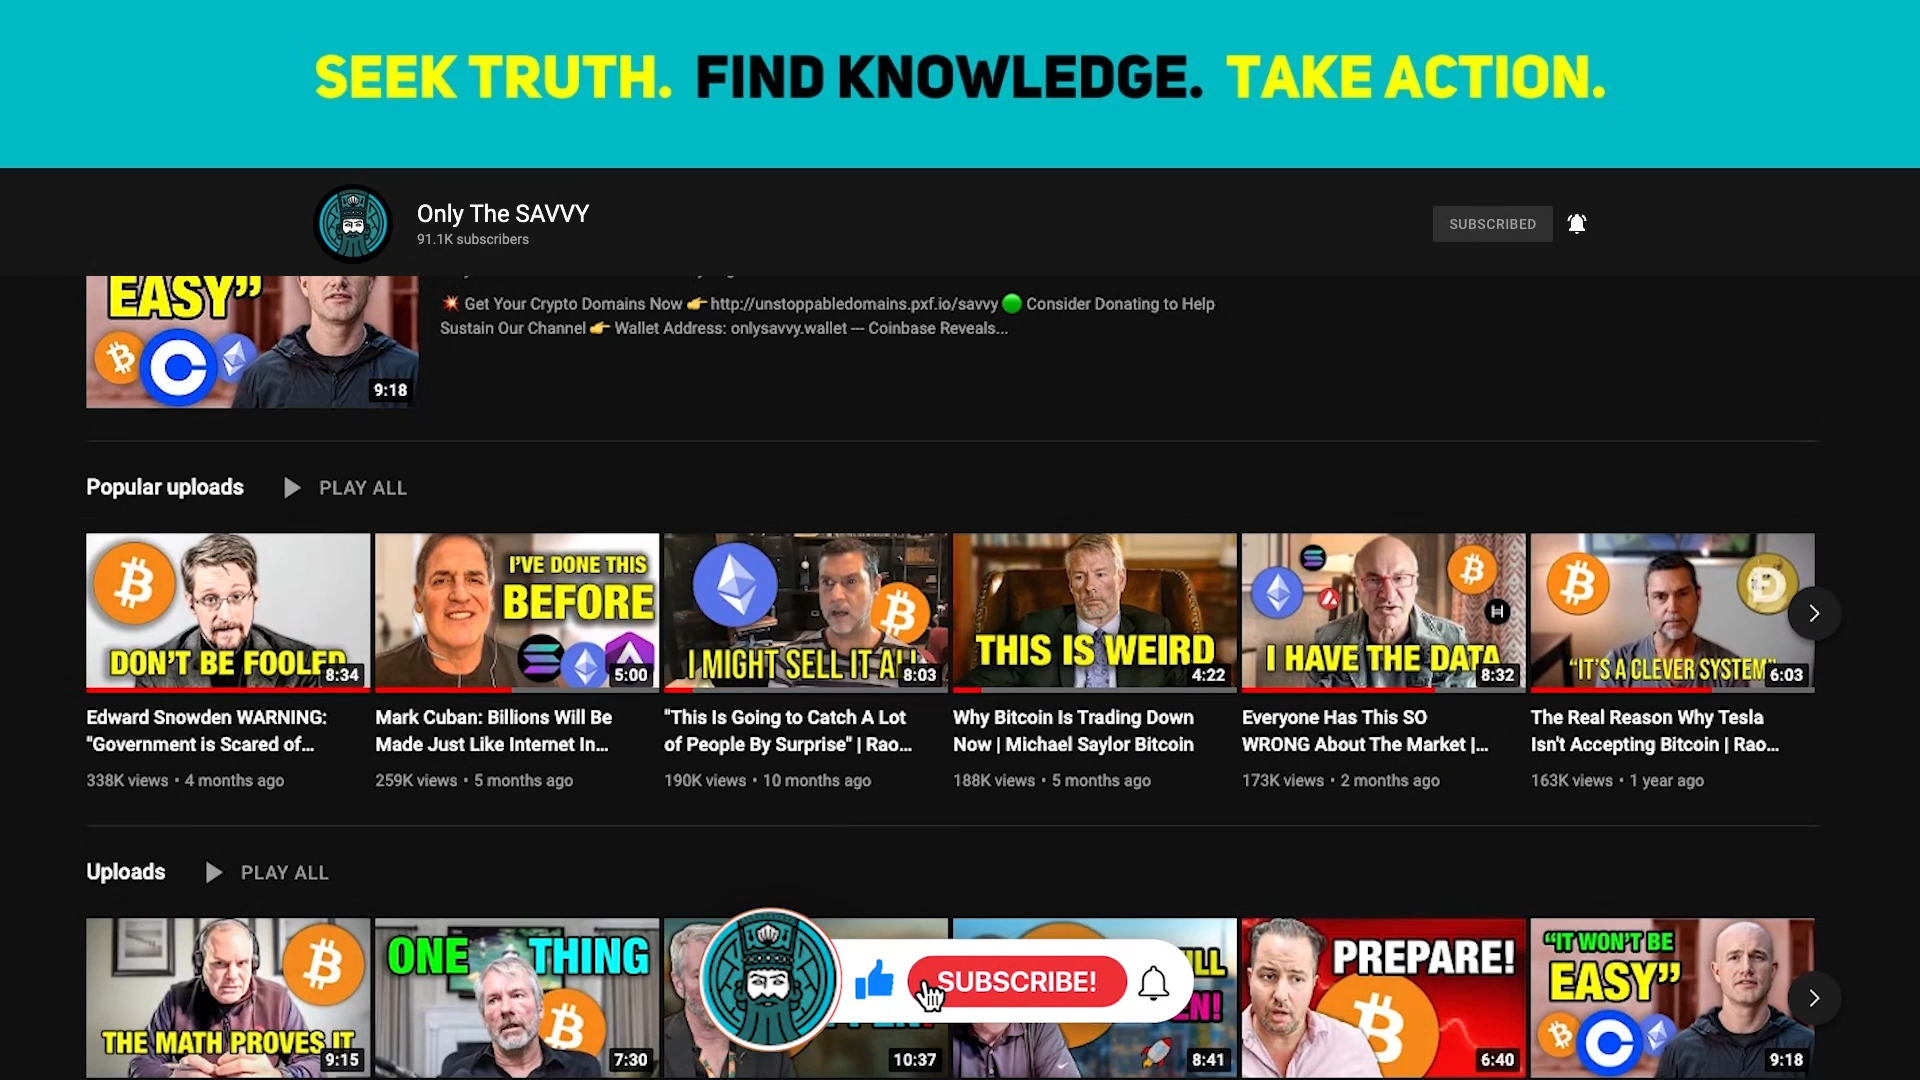 SEEK TRUTH. FIND KNOWLEDGE. TAKE ACTION.
Only The SAVVY
91.1K subscribers
SUBSCRIBED
EASY”
9:18
💥 Get Your Crypto Domains Now 👉 http://unstoppabledomains.pxf.io/savvy 🟢 Consider Donating to Help
Sustain Our Channel 👉 Wallet Address: onlysavvy.wallet --- Coinbase Reveals...
Popular uploads
PLAY ALL
DON'T BE FOOLED
8:34
I'VE DONE THIS
BEFORE
5:00
I MIGHT SELL IT ALL
8:03
THIS IS WEIRD
4:22
I HAVE THE DATA
8:32
“IT'S A CLEVER SYSTEM”
6:03
Edward Snowden WARNING:
"Government is Scared of...
338K views • 4 months ago
Mark Cuban: Billions Will Be
Made Just Like Internet In...
259K views • 5 months ago
"This Is Going to Catch A Lot
of People By Surprise" | Rao...
190K views • 10 months ago
Why Bitcoin Is Trading Down
Now | Michael Saylor Bitcoin
188K views • 5 months ago
Everyone Has This SO
WRONG About The Market |...
173K views • 2 months ago
The Real Reason Why Tesla
Isn't Accepting Bitcoin | Rao...
163K views • 1 year ago
Uploads
PLAY ALL
THE MATH PROVES IT
9:15
ONE THING
7:30
10:37
8:41
SUBSCRIBE!
PREPARE!
6:40
“IT WON'T BE
EASY”
9:18